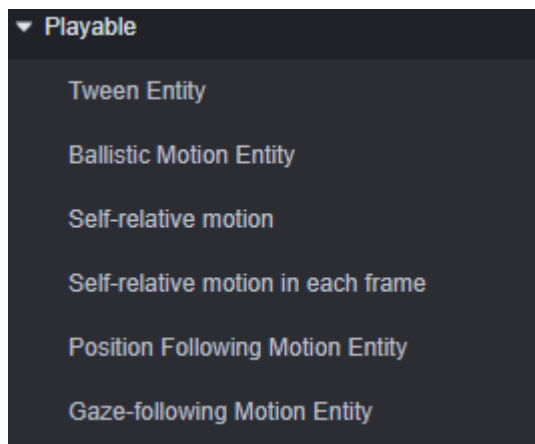 Playable
Tween Entity
Ballistic Motion Entity
Self-relative motion
Self-relative motion in each frame
Position Following Motion Entity
Gaze-following Motion Entity